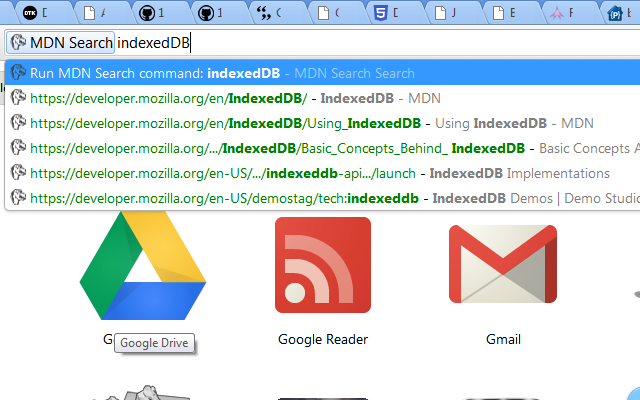 DTK D A 1 1 C C D J E F E
MDN Search indexedDB
Run MDN Search command: indexedDB - MDN Search Search
https://developer.mozilla.org/en/IndexedDB/ - IndexedDB - MDN
https://developer.mozilla.org/en/Using_IndexedDB - Using IndexedDB - MDN
https://developer.mozilla.org/.../IndexedDB/Basic_Concepts_Behind_ IndexedDB - Basic Concepts A
https://developer.mozilla.org/en-US/.../indexeddb-api.../launch - IndexedDB Implementations
https://developer.mozilla.org/en-US/demostag/tech:indexeddb - IndexedDB Demos | Demo Studio
G
Google Drive
Google Reader
Gmail